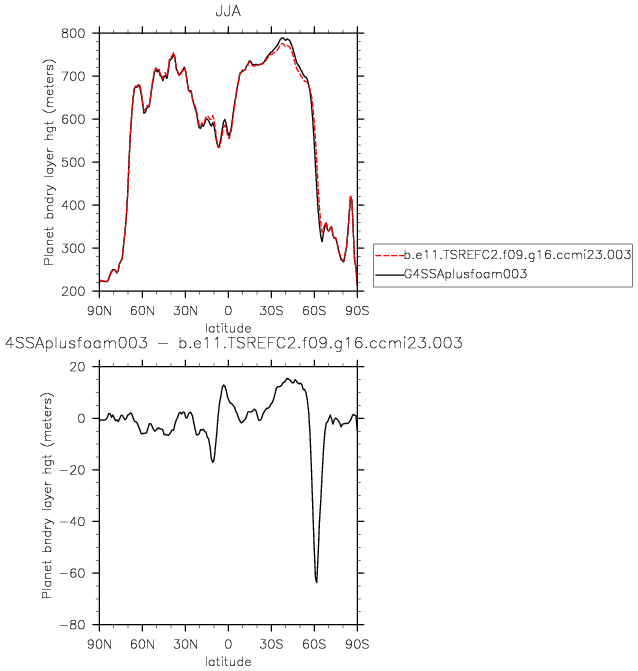 JJA
800
700
600
500
400
300
200
Planet bndry layer hgt (meters)
90N 60N 30N 0 30S 60S 90S
latitude
b.e11.TSREFC2.f09.g16.ccmi23.003
G4SSAplusfoam003
4SSAplusfoam003 − b.e11.TSREFC2.f09.g16.ccmi23.003
20
0
−20
−40
−60
−80
Planet bndry layer hgt (meters)
90N 60N 30N 0 30S 60S 90S
latitude